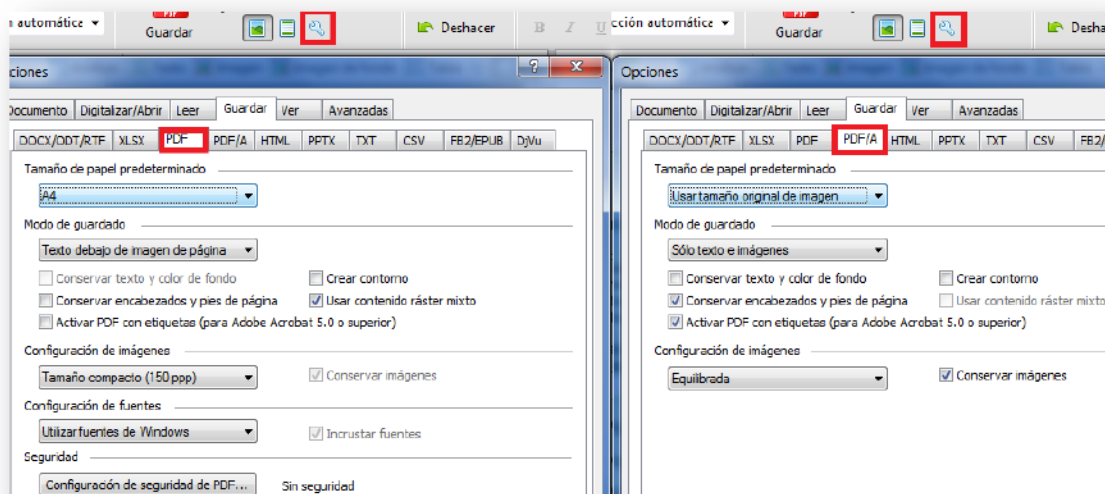 n automática
Guardar
Deshacer
B I U
ciones
Documento Digitalizar/Abrir Leer Guardar Ver Avanzadas
DOCX/ODT/RTF XLSX PDF PDF/A HTML PPTX TXT CSV FB2/EPUB DjVu
Tamaño de papel predeterminado
A4
Modo de guardado
Texto debajo de imagen de página
Conservar texto y color de fondo
Crear contorno
Conservar encabezados y pies de página
Usar contenido ráster mixto
Activar PDF con etiquetas (para Adobe Acrobat 5.0 o superior)
Configuración de imágenes
Tamaño compacto (150 ppp)
Conservar imágenes
Configuración de fuentes
Utilizar fuentes de Windows
Incrustar fuentes
Seguridad
Configuración de seguridad de PDF...
Sin seguridad
cción automática
Guardar
Desha
Opciones
Documento Digitalizar/Abrir Leer Guardar Ver Avanzadas
DOCX/ODT/RTF XLSX PDF PDF/A HTML PPTX TXT CSV FB2/
Tamaño de papel predeterminado
Usar tamaño original de imagen
Modo de guardado
Sólo texto e imágenes
Conservar texto y color de fondo
Crear contorno
Conservar encabezados y pies de página
Usar contenido ráster mixto
Activar PDF con etiquetas (para Adobe Acrobat 5.0 o superior)
Configuración de imágenes
Equilibrada
Conservar imágenes